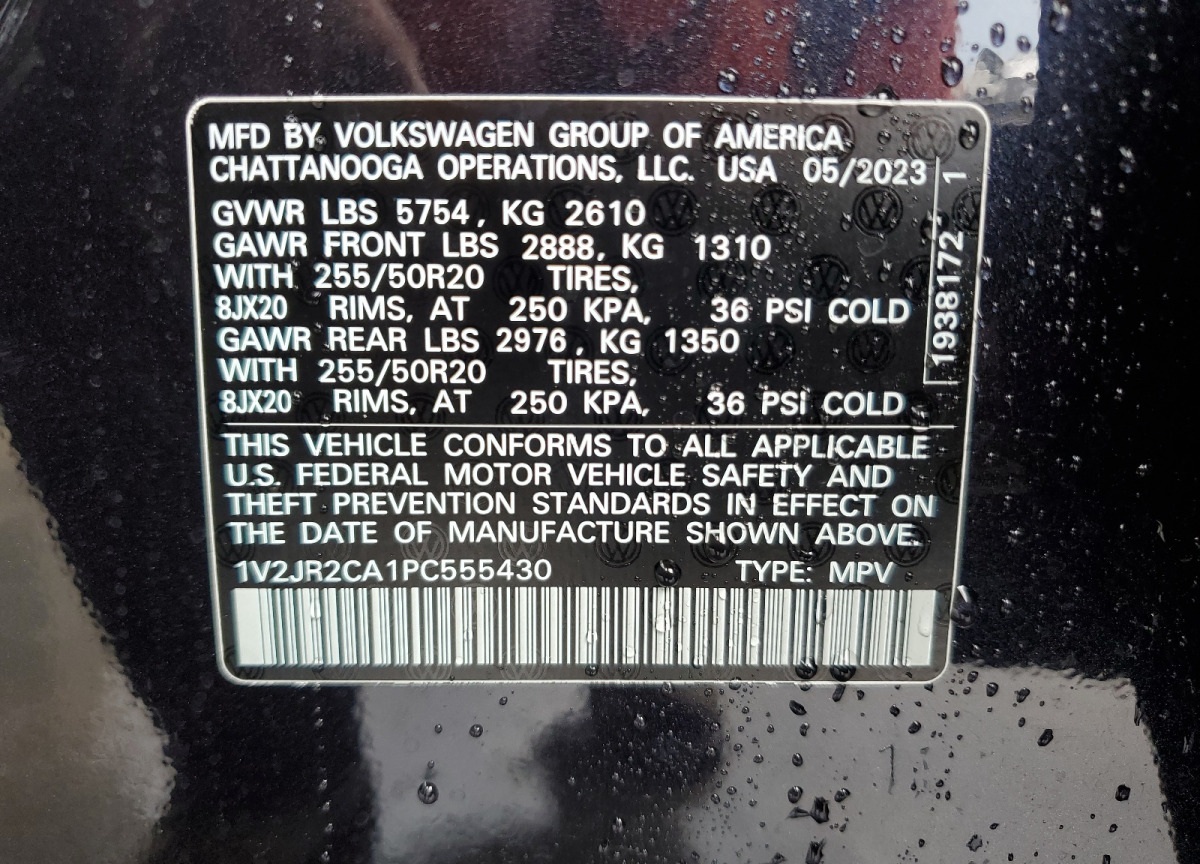 MFD BY VOLKSWAGEN GROUP OF AMERICA
CHATTANOOGA OPERATIONS, LLC. USA 05/2023
GVWR LBS 5754, KG 2610
GAWR FRONT LBS 2888, KG 1310
WITH 255/50R20 TIRES,
8JX20 RIMS, AT 250 KPA, 36 PSI COLD
GAWR REAR LBS 2976, KG 1350
WITH 255/50R20 TIRES,
8JX20 RIMS, AT 250 KPA, 36 PSI COLD
1938172 1
THIS VEHICLE CONFORMS TO ALL APPLICABLE
U.S. FEDERAL MOTOR VEHICLE SAFETY AND
THEFT PREVENTION STANDARDS IN EFFECT ON
THE DATE OF MANUFACTURE SHOWN ABOVE.
1V2JR2CA1PC555430 TYPE: MPV